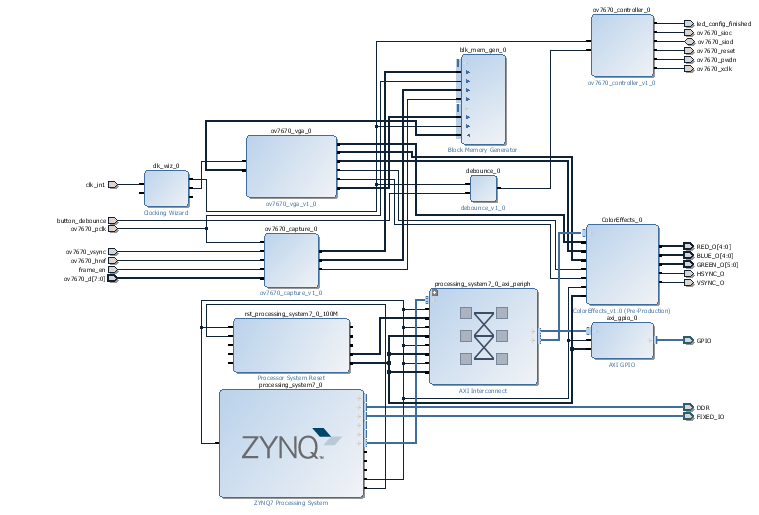 ov7670_controller_0
led_config_finished
ov7670_sioc
ov7670_siod
ov7670_reset
ov7670_pwdn
ov7670_xclk
ov7670_controller_v1_0
blk_mem_gen_0
Block Memory Generator
ov7670_vga_0
ov7670_vga_v1_0
clk_wiz_0
clk_in1
Clocking Wizard
debounce_0
debounce_v1_0
button_debounce
ov7670_pclk
ov7670_capture_0
ov7670_vsync
ov7670_href
frame_en
ov7670_d[7:0]
ov7670_capture_v1_0
ColorEffects_0
RED_O[4:0]
BLUE_O[4:0]
GREEN_O[5:0]
HSYNC_O
VSYNC_O
ColorEffects_v1.0 (Pre-Production)
processing_system7_0_axi_periph
AXI Interconnect
axi_gpio_0
GPIO
AXI GPIO
rst_processing_system7_0_100M
Processor System Reset
processing_system7_0
DDR
FIXED_IO
ZYNQ
ZYNQ7 Processing System